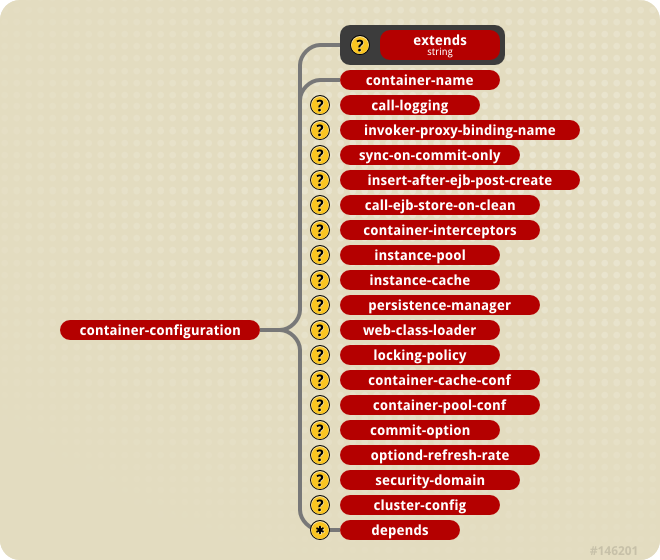 ? extends
string
container-name
? call-logging
? invoker-proxy-binding-name
? sync-on-commit-only
? insert-after-ejb-post-create
? call-ejb-store-on-clean
? container-interceptors
? instance-pool
? instance-cache
? persistence-manager
container-configuration ? web-class-loader
? locking-policy
? container-cache-conf
? container-pool-conf
? commit-option
? optiond-refresh-rate
? security-domain
? cluster-config
* depends
#146201